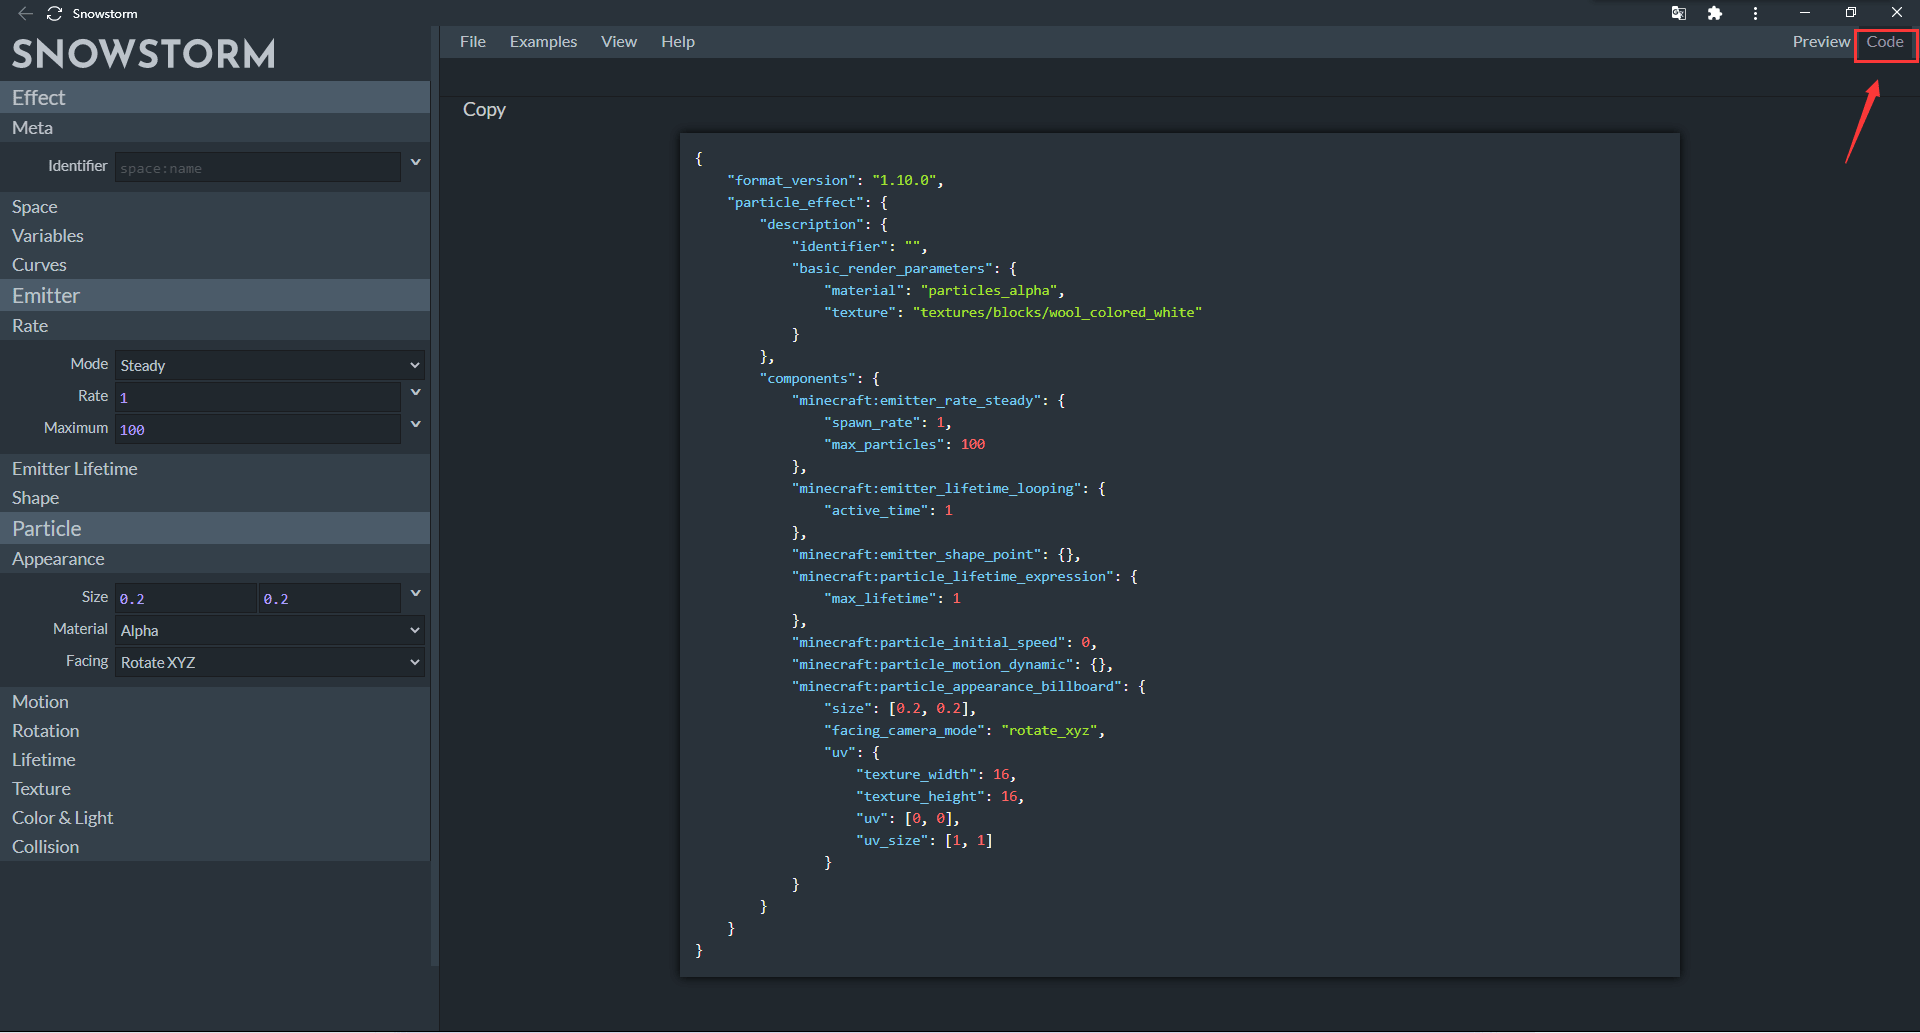 Snowstorm
SNOWSTORM
File Examples View Help
Preview Code
Effect
Meta
Identifier space:name
Space
Variables
Curves
Emitter
Rate
Mode Steady
Rate 1
Maximum 100
Emitter Lifetime
Shape
Particle
Appearance
Size 0.2 0.2
Material Alpha
Facing Rotate XYZ
Motion
Rotation
Lifetime
Texture
Color & Light
Collision
Copy
{
    "format_version": "1.10.0",
    "particle_effect": {
        "description": {
            "identifier": "",
            "basic_render_parameters": {
                "material": "particles_alpha",
                "texture": "textures/blocks/wool_colored_white"
            }
        },
        "components": {
            "minecraft:emitter_rate_steady": {
                "spawn_rate": 1,
                "max_particles": 100
            },
            "minecraft:emitter_lifetime_looping": {
                "active_time": 1
            },
            "minecraft:emitter_shape_point": {},
            "minecraft:particle_lifetime_expression": {
                "max_lifetime": 1
            },
            "minecraft:particle_initial_speed": 0,
            "minecraft:particle_motion_dynamic": {},
            "minecraft:particle_appearance_billboard": {
                "size": [0.2, 0.2],
                "facing_camera_mode": "rotate_xyz",
                "uv": {
                    "texture_width": 16,
                    "texture_height": 16,
                    "uv": [0, 0],
                    "uv_size": [1, 1]
                }
            }
        }
    }
}